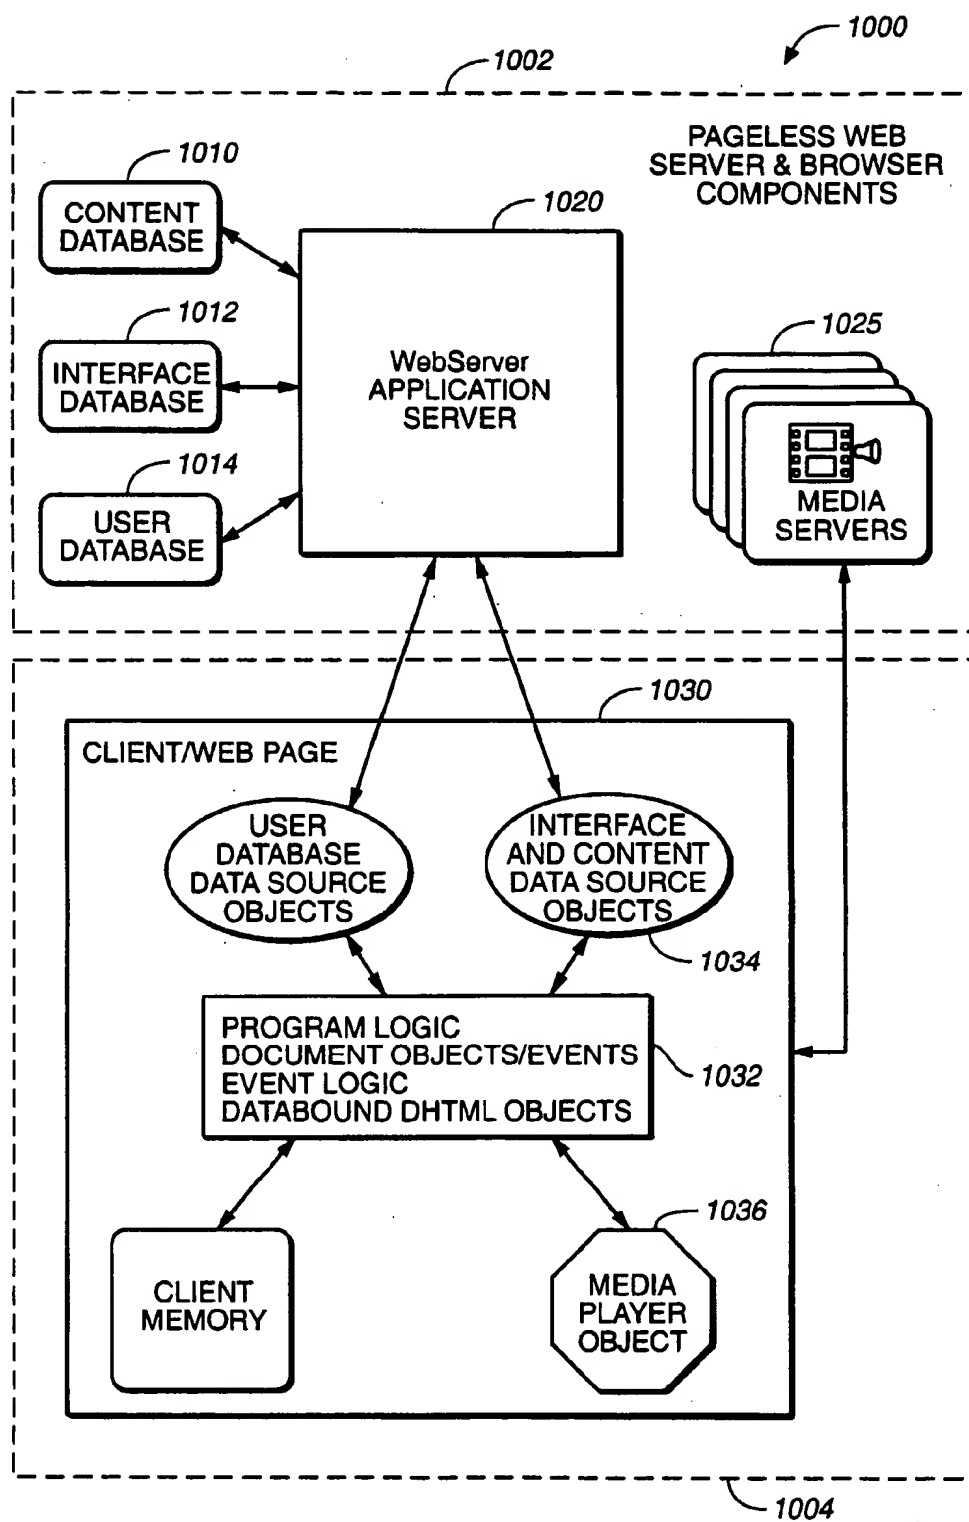 1000
1002
PAGELESS WEB
SERVER & BROWSER
COMPONENTS
1010
CONTENT
DATABASE
1020
1012
INTERFACE
DATABASE
WebServer
APPLICATION
SERVER
1025
MEDIA
SERVERS
1014
USER
DATABASE
1030
CLIENT/WEB PAGE
USER
DATABASE
DATA SOURCE
OBJECTS
INTERFACE
AND CONTENT
DATA SOURCE
OBJECTS
1034
PROGRAM LOGIC
DOCUMENT OBJECTS/EVENTS
EVENT LOGIC
DATABOUND DHTML OBJECTS
1032
CLIENT
MEMORY
1036
MEDIA
PLAYER
OBJECT
1004